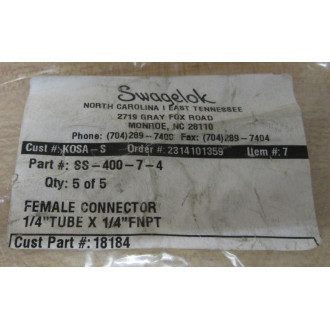 Swagelok
NORTH CAROLINA I EAST TENNESSEE
2719 GRAY FOX ROAD
MONROE, NC 28110
Phone: (704)289-7400 Fax: (704)289-7404
Cust #:KOSA-S Order #:2314101359 Item #:7
Part #: SS-400-7-4
Qty: 5 of 5
FEMALE CONNECTOR
1/4"TUBE X 1/4"FNPT
Cust Part #:18184